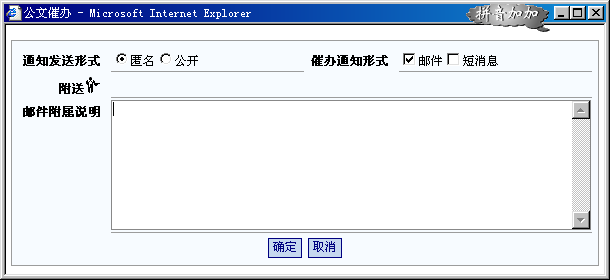 公文催办 - Microsoft Internet Explorer
拼音加加
通知发送形式 匿名 公开 催办通知形式 邮件 短消息
附送
邮件附属说明
确定 取消